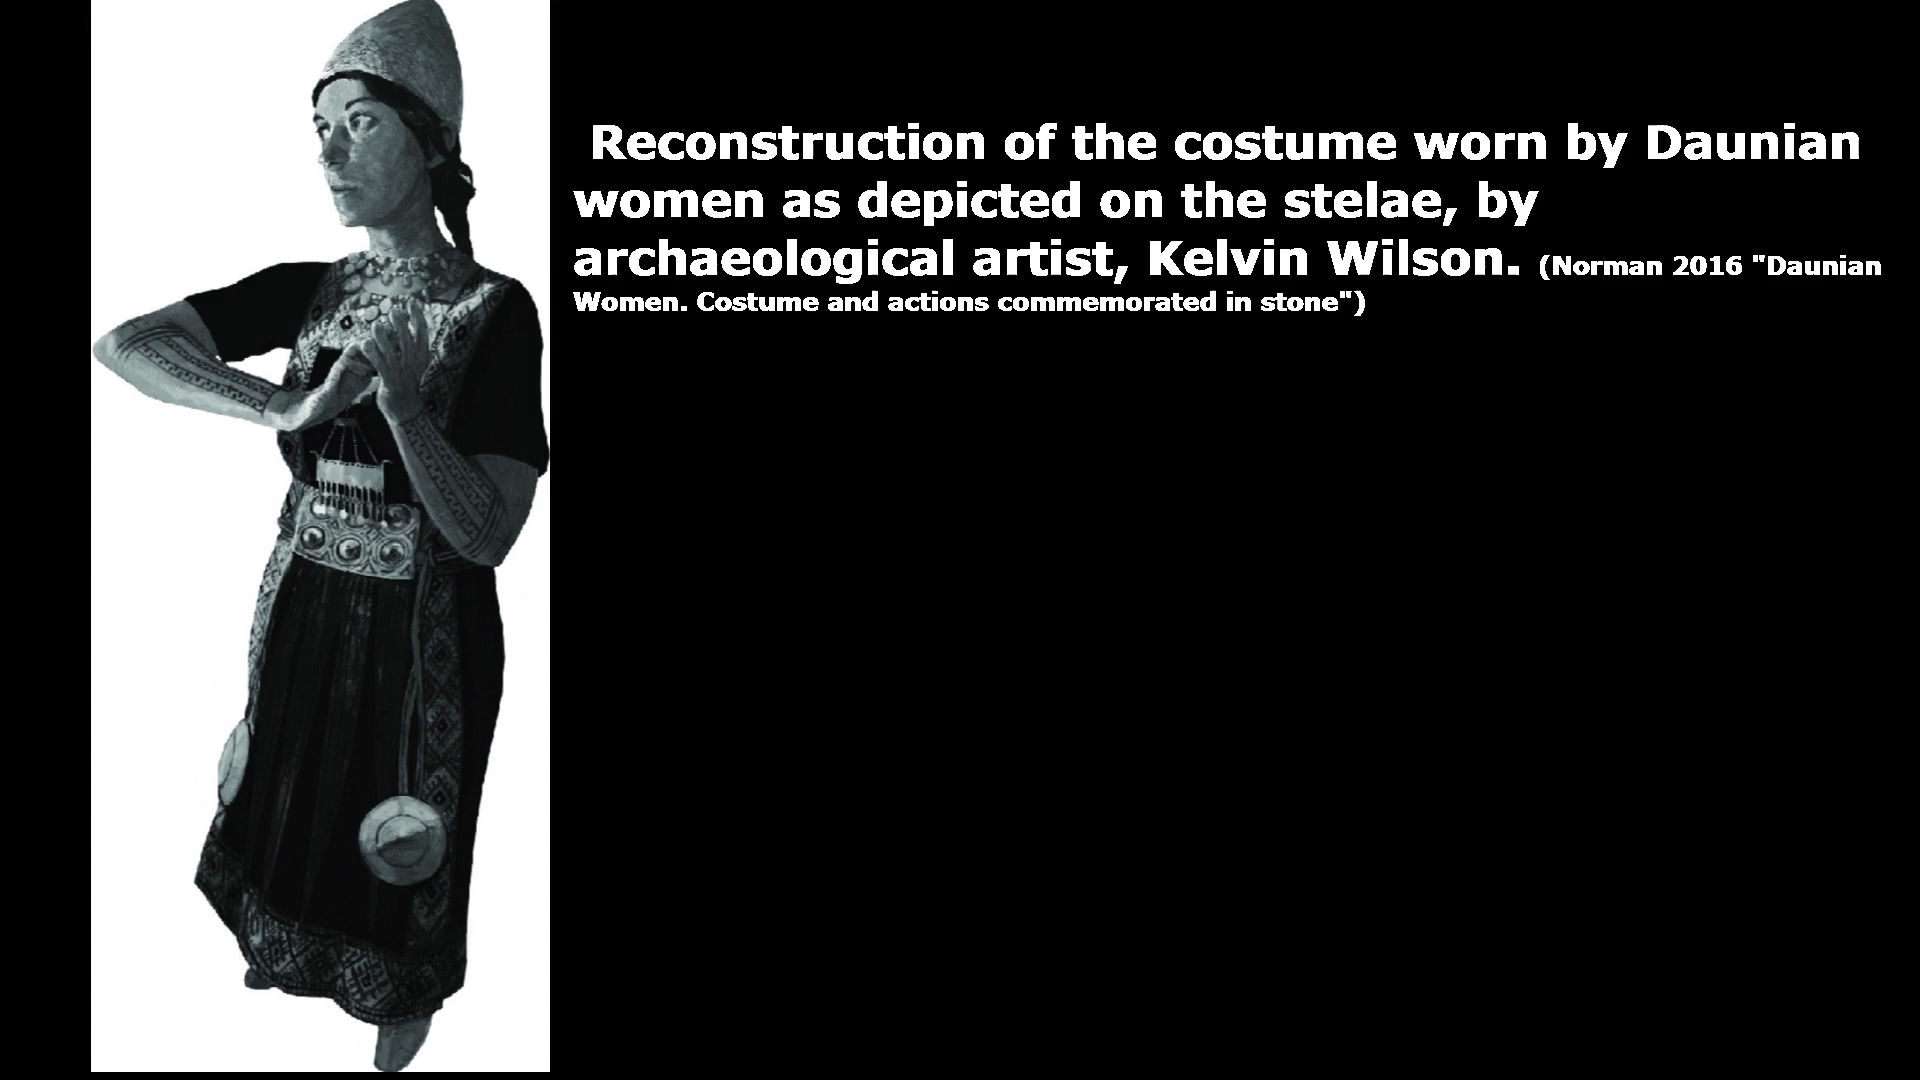 Reconstruction of the costume worn by Daunian
women as depicted on the stelae, by
archaeological artist, Kelvin Wilson. (Norman 2016 "Daunian
Women. Costume and actions commemorated in stone")